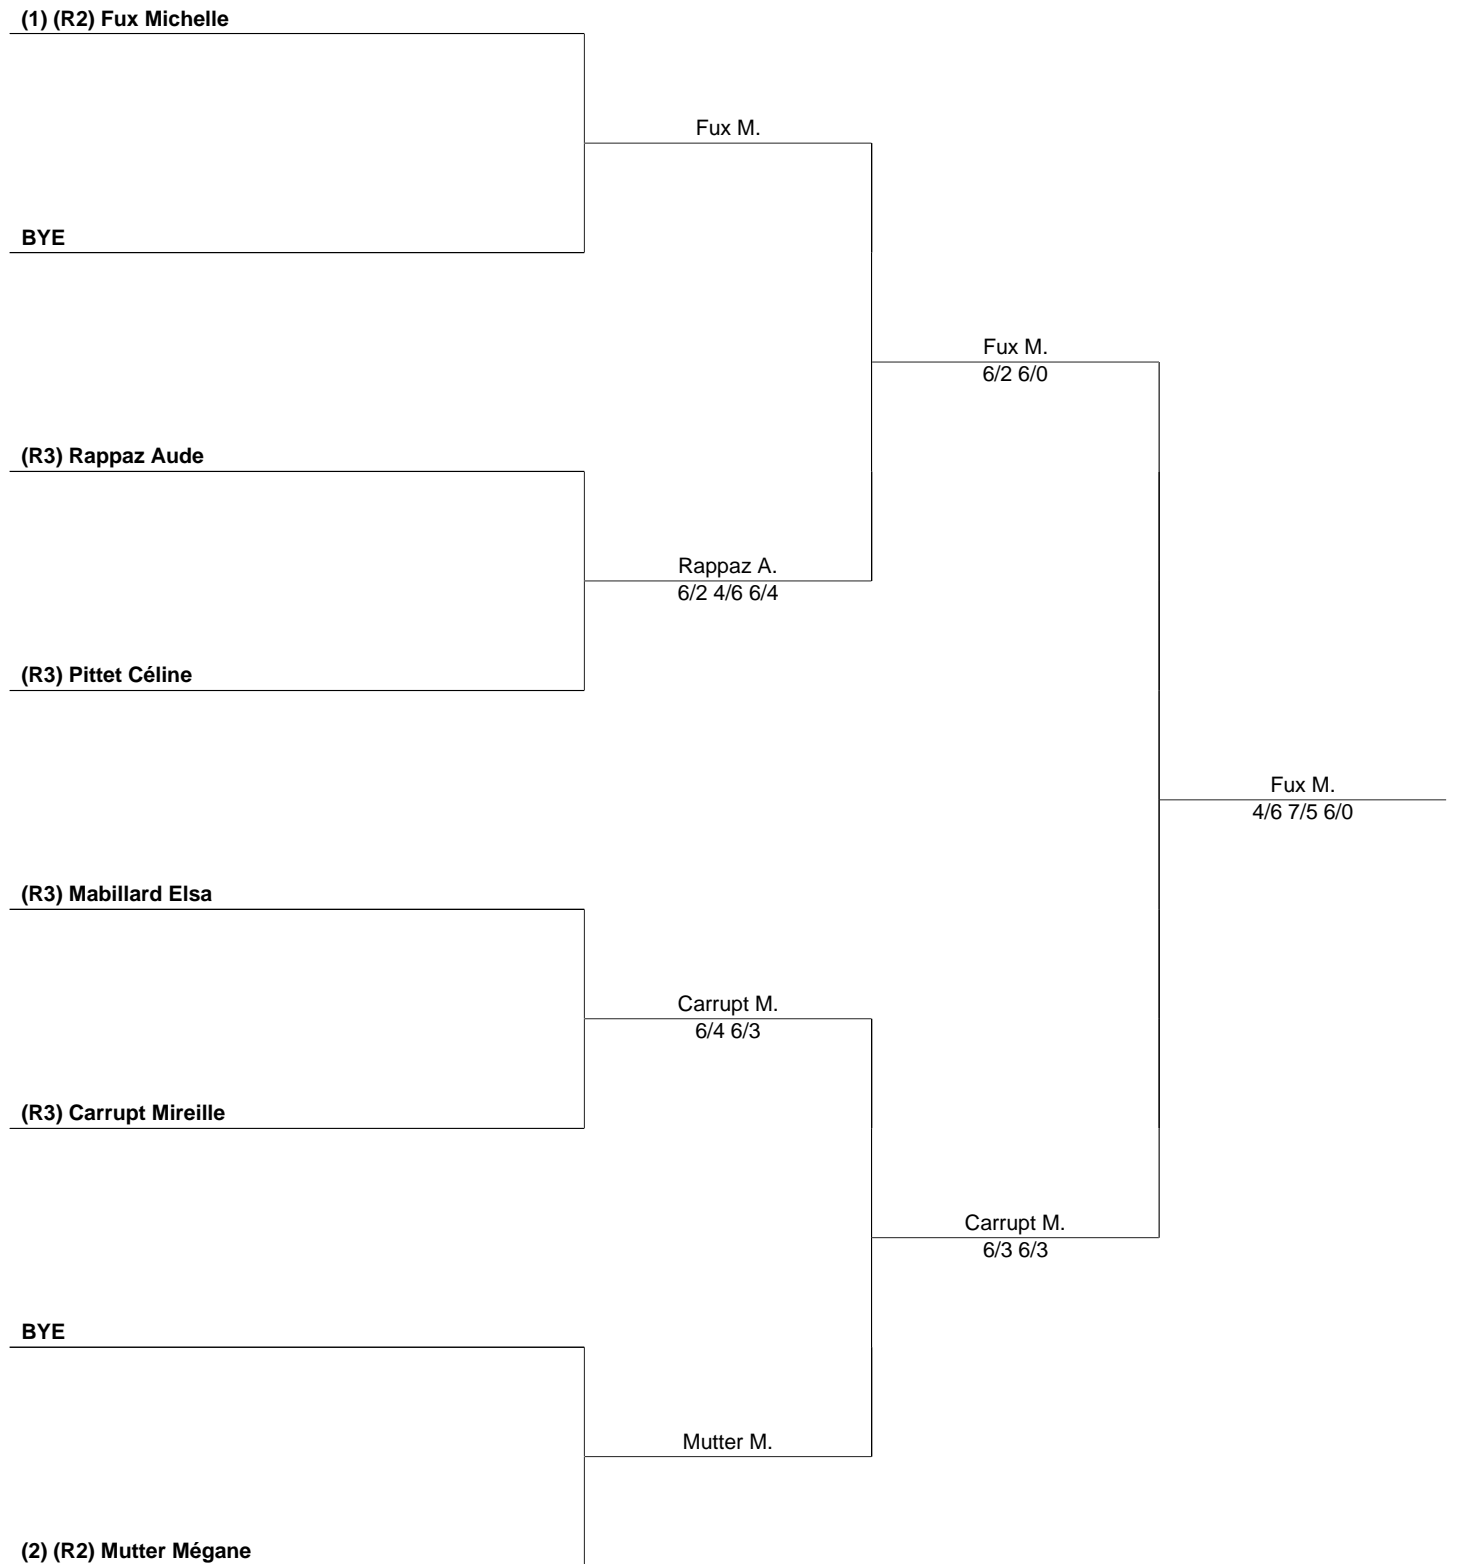 (1) (R2) Fux Michelle
Fux M.
BYE
Fux M.
6/2 6/0
(R3) Rappaz Aude
Rappaz A.
6/2 4/6 6/4
(R3) Pittet Céline
Fux M.
4/6 7/5 6/0
(R3) Mabillard Elsa
Carrupt M.
6/4 6/3
(R3) Carrupt Mireille
Carrupt M.
6/3 6/3
BYE
Mutter M.
(2) (R2) Mutter Mégane